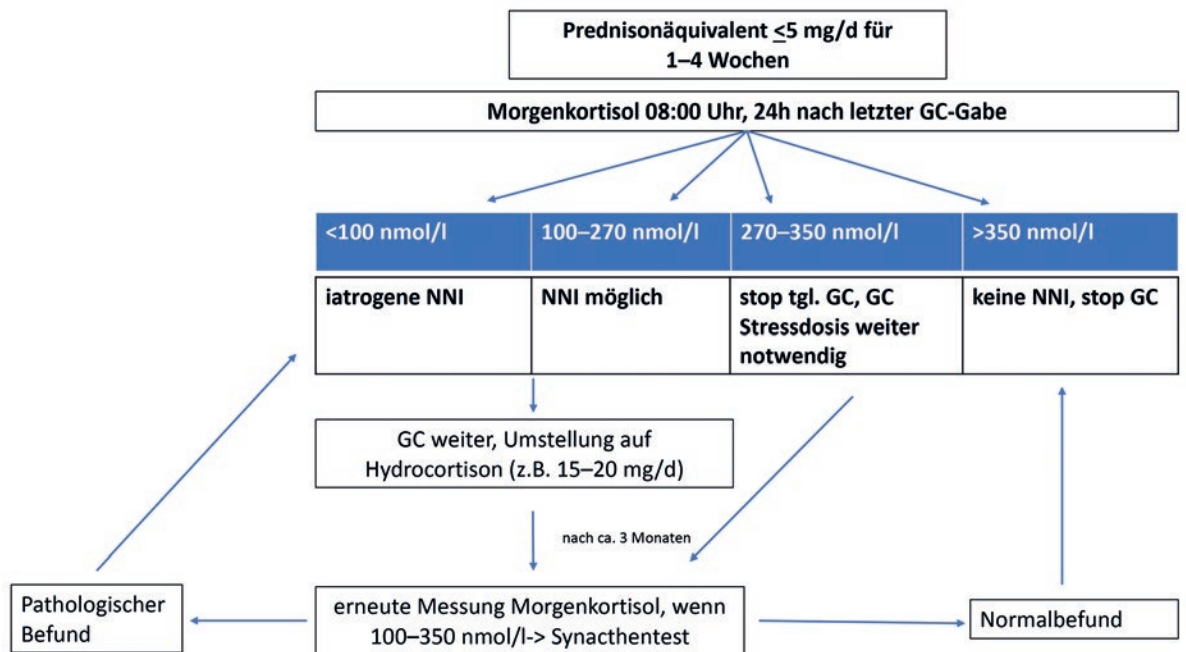 Prednisonäquivalent ≤5 mg/d für
1–4 Wochen
Morgenkortisol 08:00 Uhr, 24h nach letzter GC-Gabe
<100 nmol/l
100–270 nmol/l
270–350 nmol/l
>350 nmol/l
iatrogene NNI
NNI möglich
stop tgl. GC, GC
Stressdosis weiter
notwendig
keine NNI, stop GC
GC weiter, Umstellung auf
Hydrocortison (z.B. 15–20 mg/d)
nach ca. 3 Monaten
Pathologischer
Befund
erneute Messung Morgenkortisol, wenn
100–350 nmol/l-> Synacthentest
Normalbefund